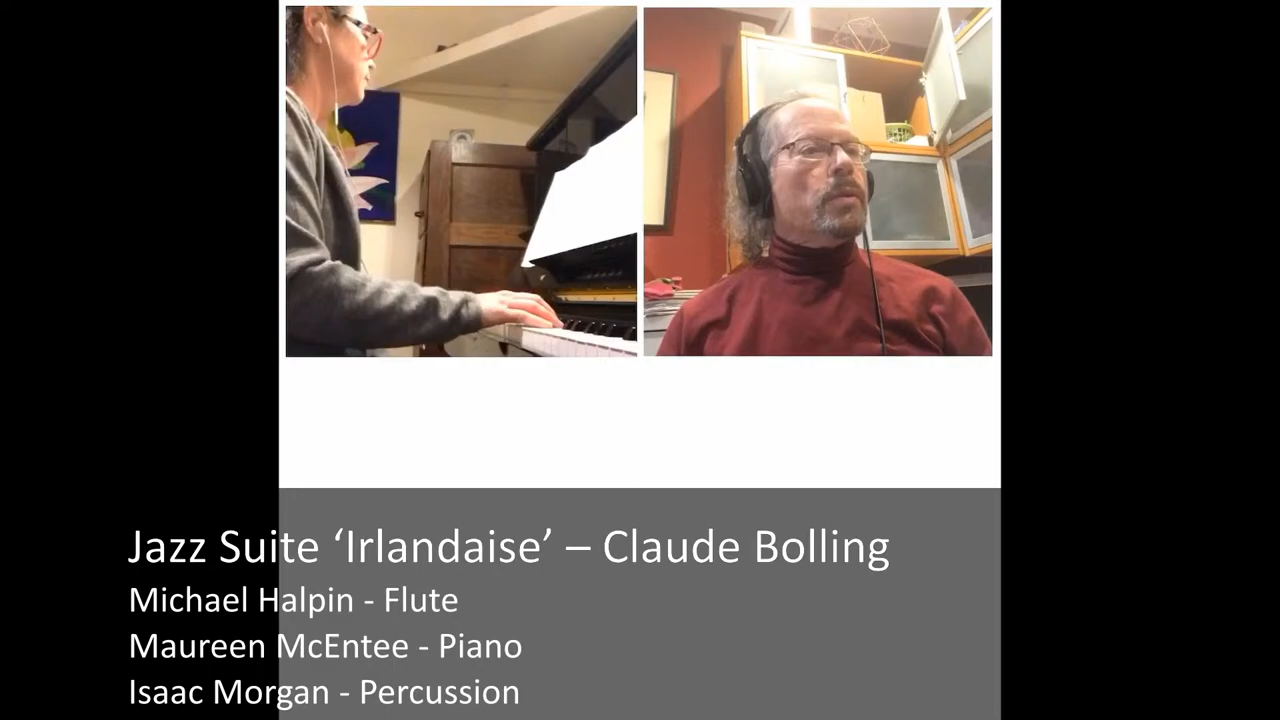 Jazz Suite ‘Irlandaise’ – Claude Bolling
Michael Halpin - Flute
Maureen McEntee - Piano
Isaac Morgan - Percussion